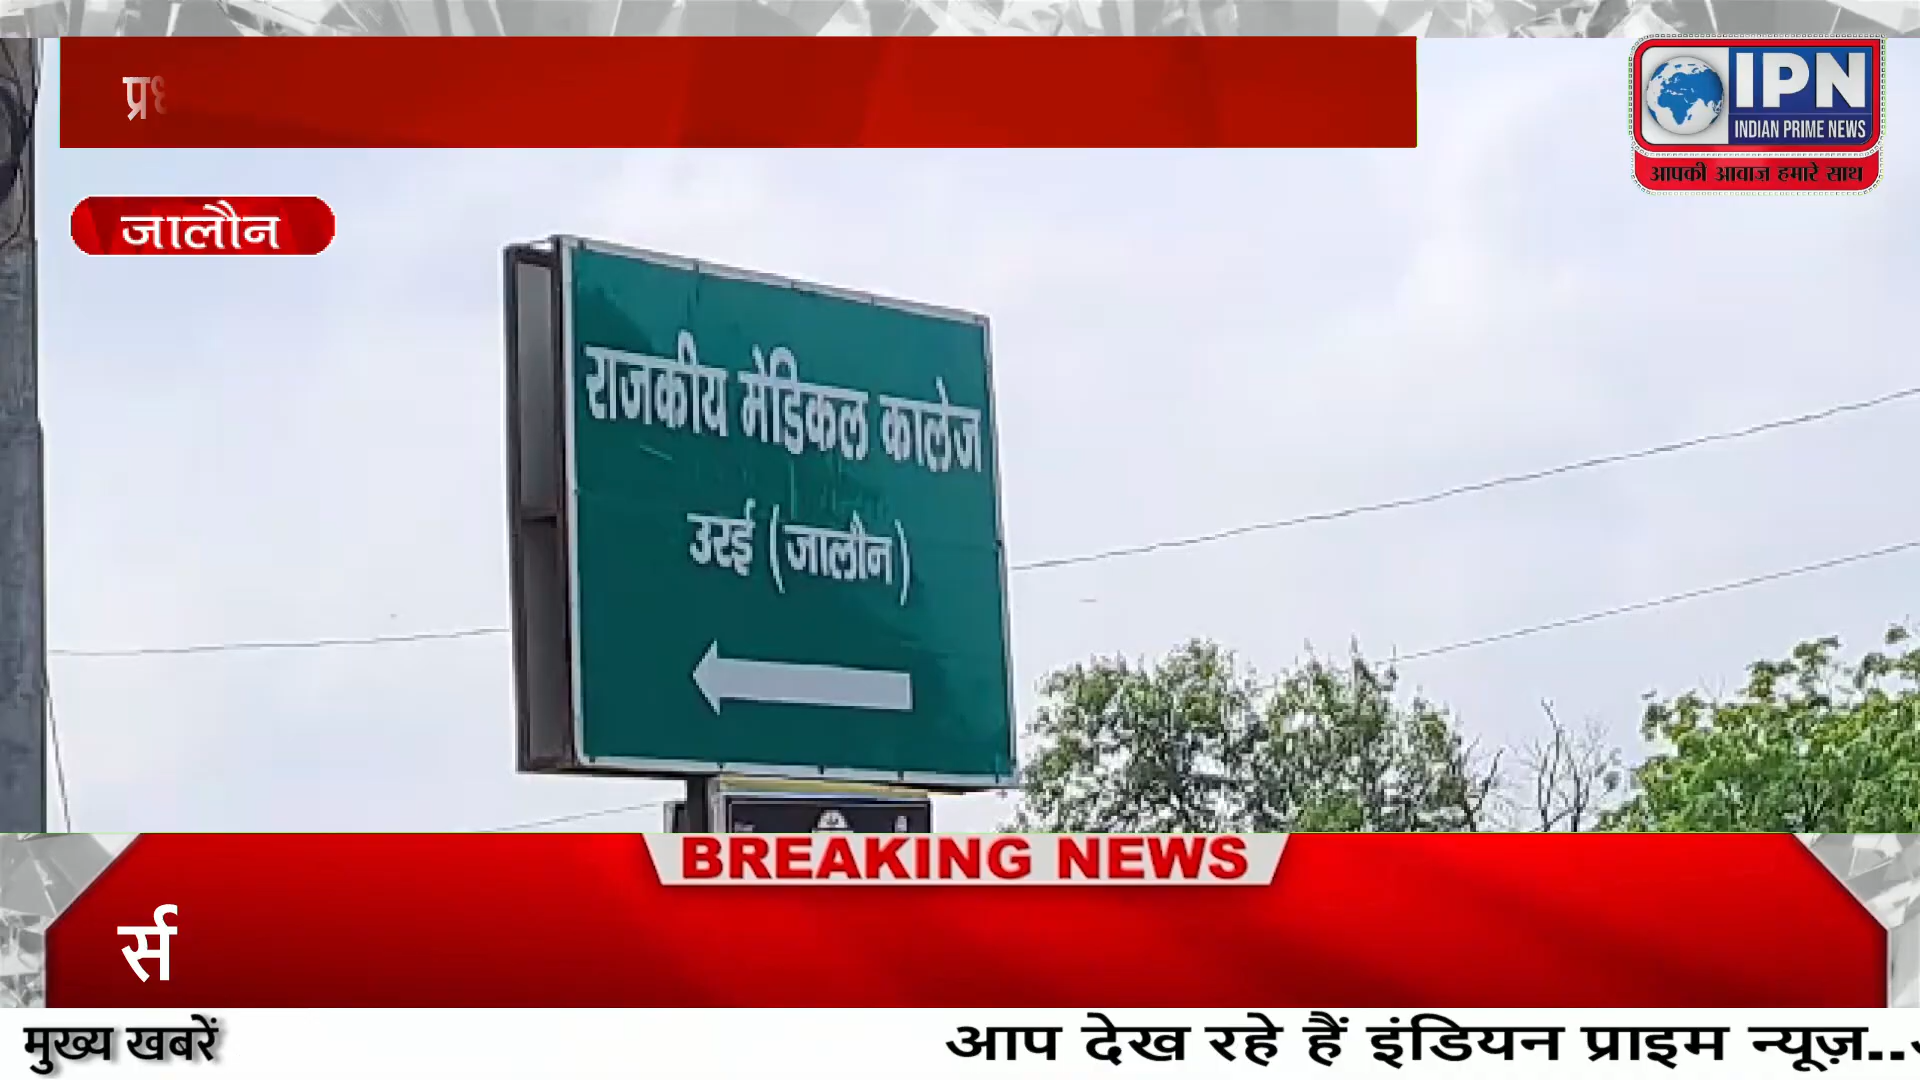 IPN
INDIAN PRIME NEWS
आपकी आवाज हमारे साथ
जालौन
राजकीय मेडिकल कालेज
उरई (जालौन)
BREAKING NEWS
र्स
मुख्य खबरें
आप देख रहे हैं इंडियन प्राइम न्यूज़..